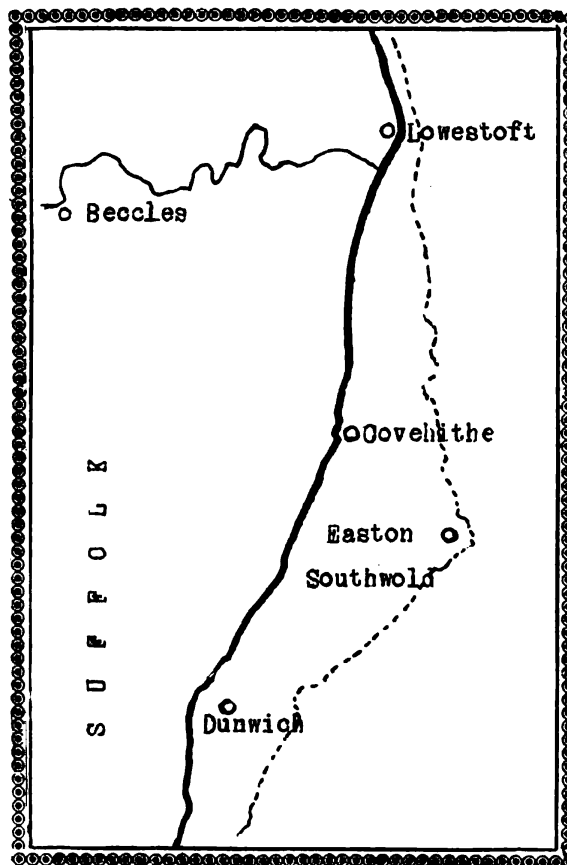 Lowestoft
Beccles
Covehithe
Easton
Southwold
Dunwich
SUFFOLK